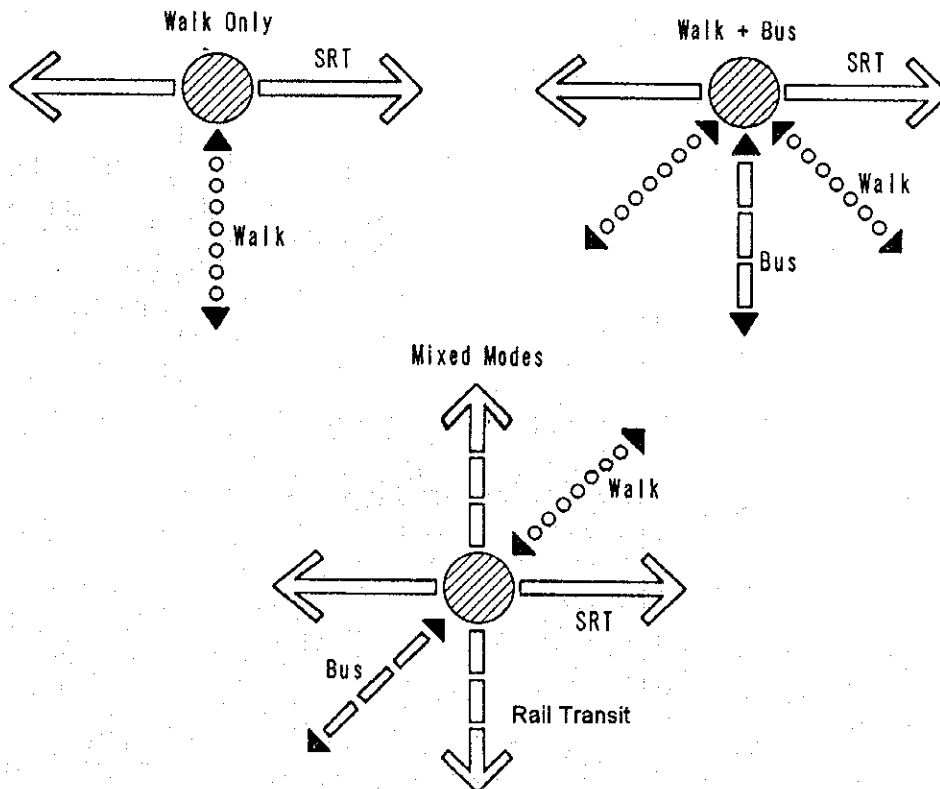 Walk Only
SRT
Walk
Walk + Bus
SRT
Walk
Bus
Mixed Modes
Walk
SRT
Bus
Rail Transit